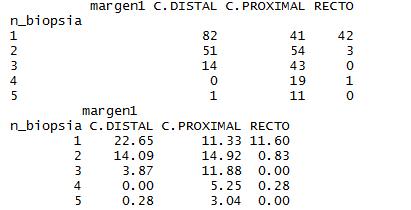 margen1 C.DISTAL C.PROXIMAL RECTO
n_biopsia
1 82 41 42
2 51 54 3
3 14 43 0
4 0 19 1
5 1 11 0
margen1
n_biopsia C.DISTAL C.PROXIMAL RECTO
1 22.65 11.33 11.60
2 14.09 14.92 0.83
3 3.87 11.88 0.00
4 0.00 5.25 0.28
5 0.28 3.04 0.00